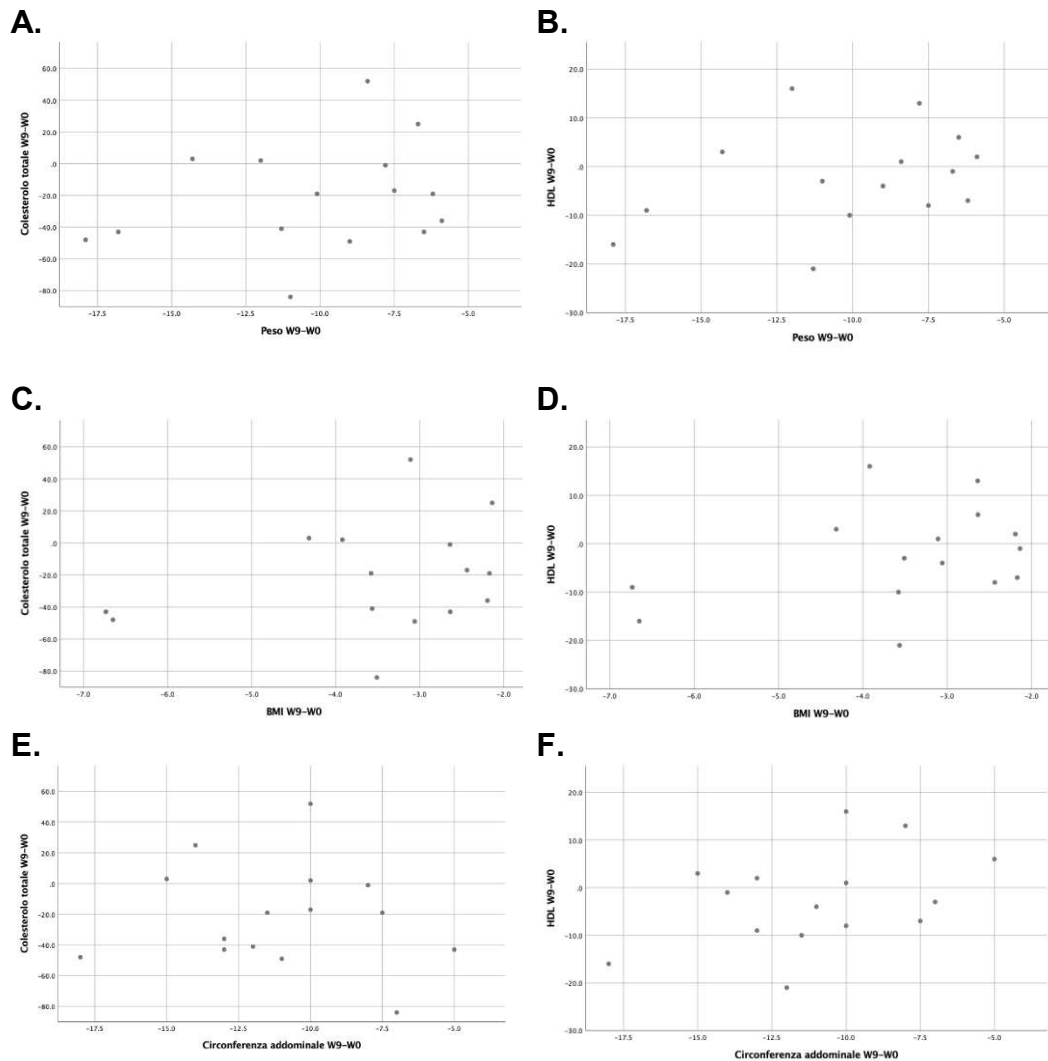 A.
Colesterolo totale W9-W0
60.0
40.0
20.0
.0
-20.0
-40.0
-60.0
-80.0
-17.5 -15.0 -12.5 -10.0 -7.5 -5.0
Peso W9-W0
B.
HDL W9-W0
20.0
10.0
.0
-10.0
-20.0
-30.0
-17.5 -15.0 -12.5 -10.0 -7.5 -5.0
Peso W9-W0
C.
Colesterolo totale W9-W0
60.0
40.0
20.0
.0
-20.0
-40.0
-60.0
-80.0
-7.0 -6.0 -5.0 -4.0 -3.0 -2.0
BMI W9-W0
D.
HDL W9-W0
20.0
10.0
.0
-10.0
-20.0
-30.0
-7.0 -6.0 -5.0 -4.0 -3.0 -2.0
BMI W9-W0
E.
Colesterolo totale W9-W0
60.0
40.0
20.0
.0
-20.0
-40.0
-60.0
-80.0
-17.5 -15.0 -12.5 -10.0 -7.5 -5.0
Circonferenza addominale W9-W0
F.
HDL W9-W0
20.0
10.0
.0
-10.0
-20.0
-30.0
-17.5 -15.0 -12.5 -10.0 -7.5 -5.0
Circonferenza addominale W9-W0